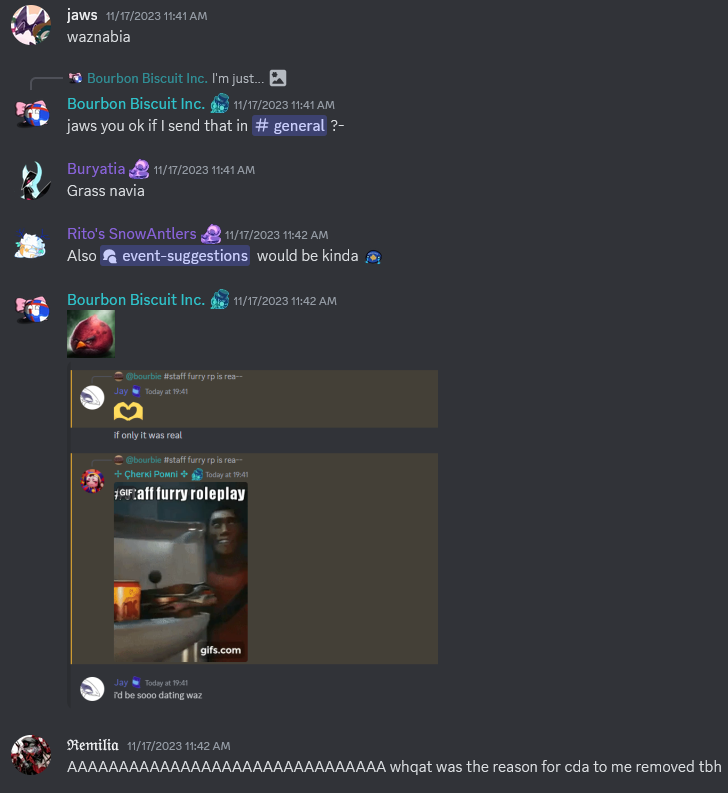 jaws 11/17/2023 11:41 AM
waznabia
Bourbon Biscuit Inc. I'm just...
Bourbon Biscuit Inc. 11/17/2023 11:41 AM
jaws you ok if I send that in # general ?-
Buryatia 11/17/2023 11:41 AM
Grass navia
Rito's SnowAntlers 11/17/2023 11:42 AM
Also event-suggestions would be kinda
Bourbon Biscuit Inc. 11/17/2023 11:42 AM
@bourbie #staff furry rp is rea--
Jay Today at 19:41
if only it was real
@bourbie #staff furry rp is rea--
Çherκi Pomni Today at 19:41
GIF
:aff furry roleplay
gifs.com
Jay Today at 19:41
i'd be sooo dating waz
ℜemilia 11/17/2023 11:42 AM
AAAAAAAAAAAAAAAAAAAAAAAAAAAAAAA whqat was the reason for cda to me removed tbh